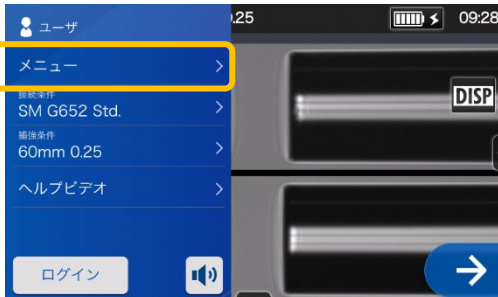 ユーザ
.25
09:28
メニュー
接続条件
SM G652 Std.
DISP
補強条件
60mm 0.25
ヘルプビデオ
ログイン